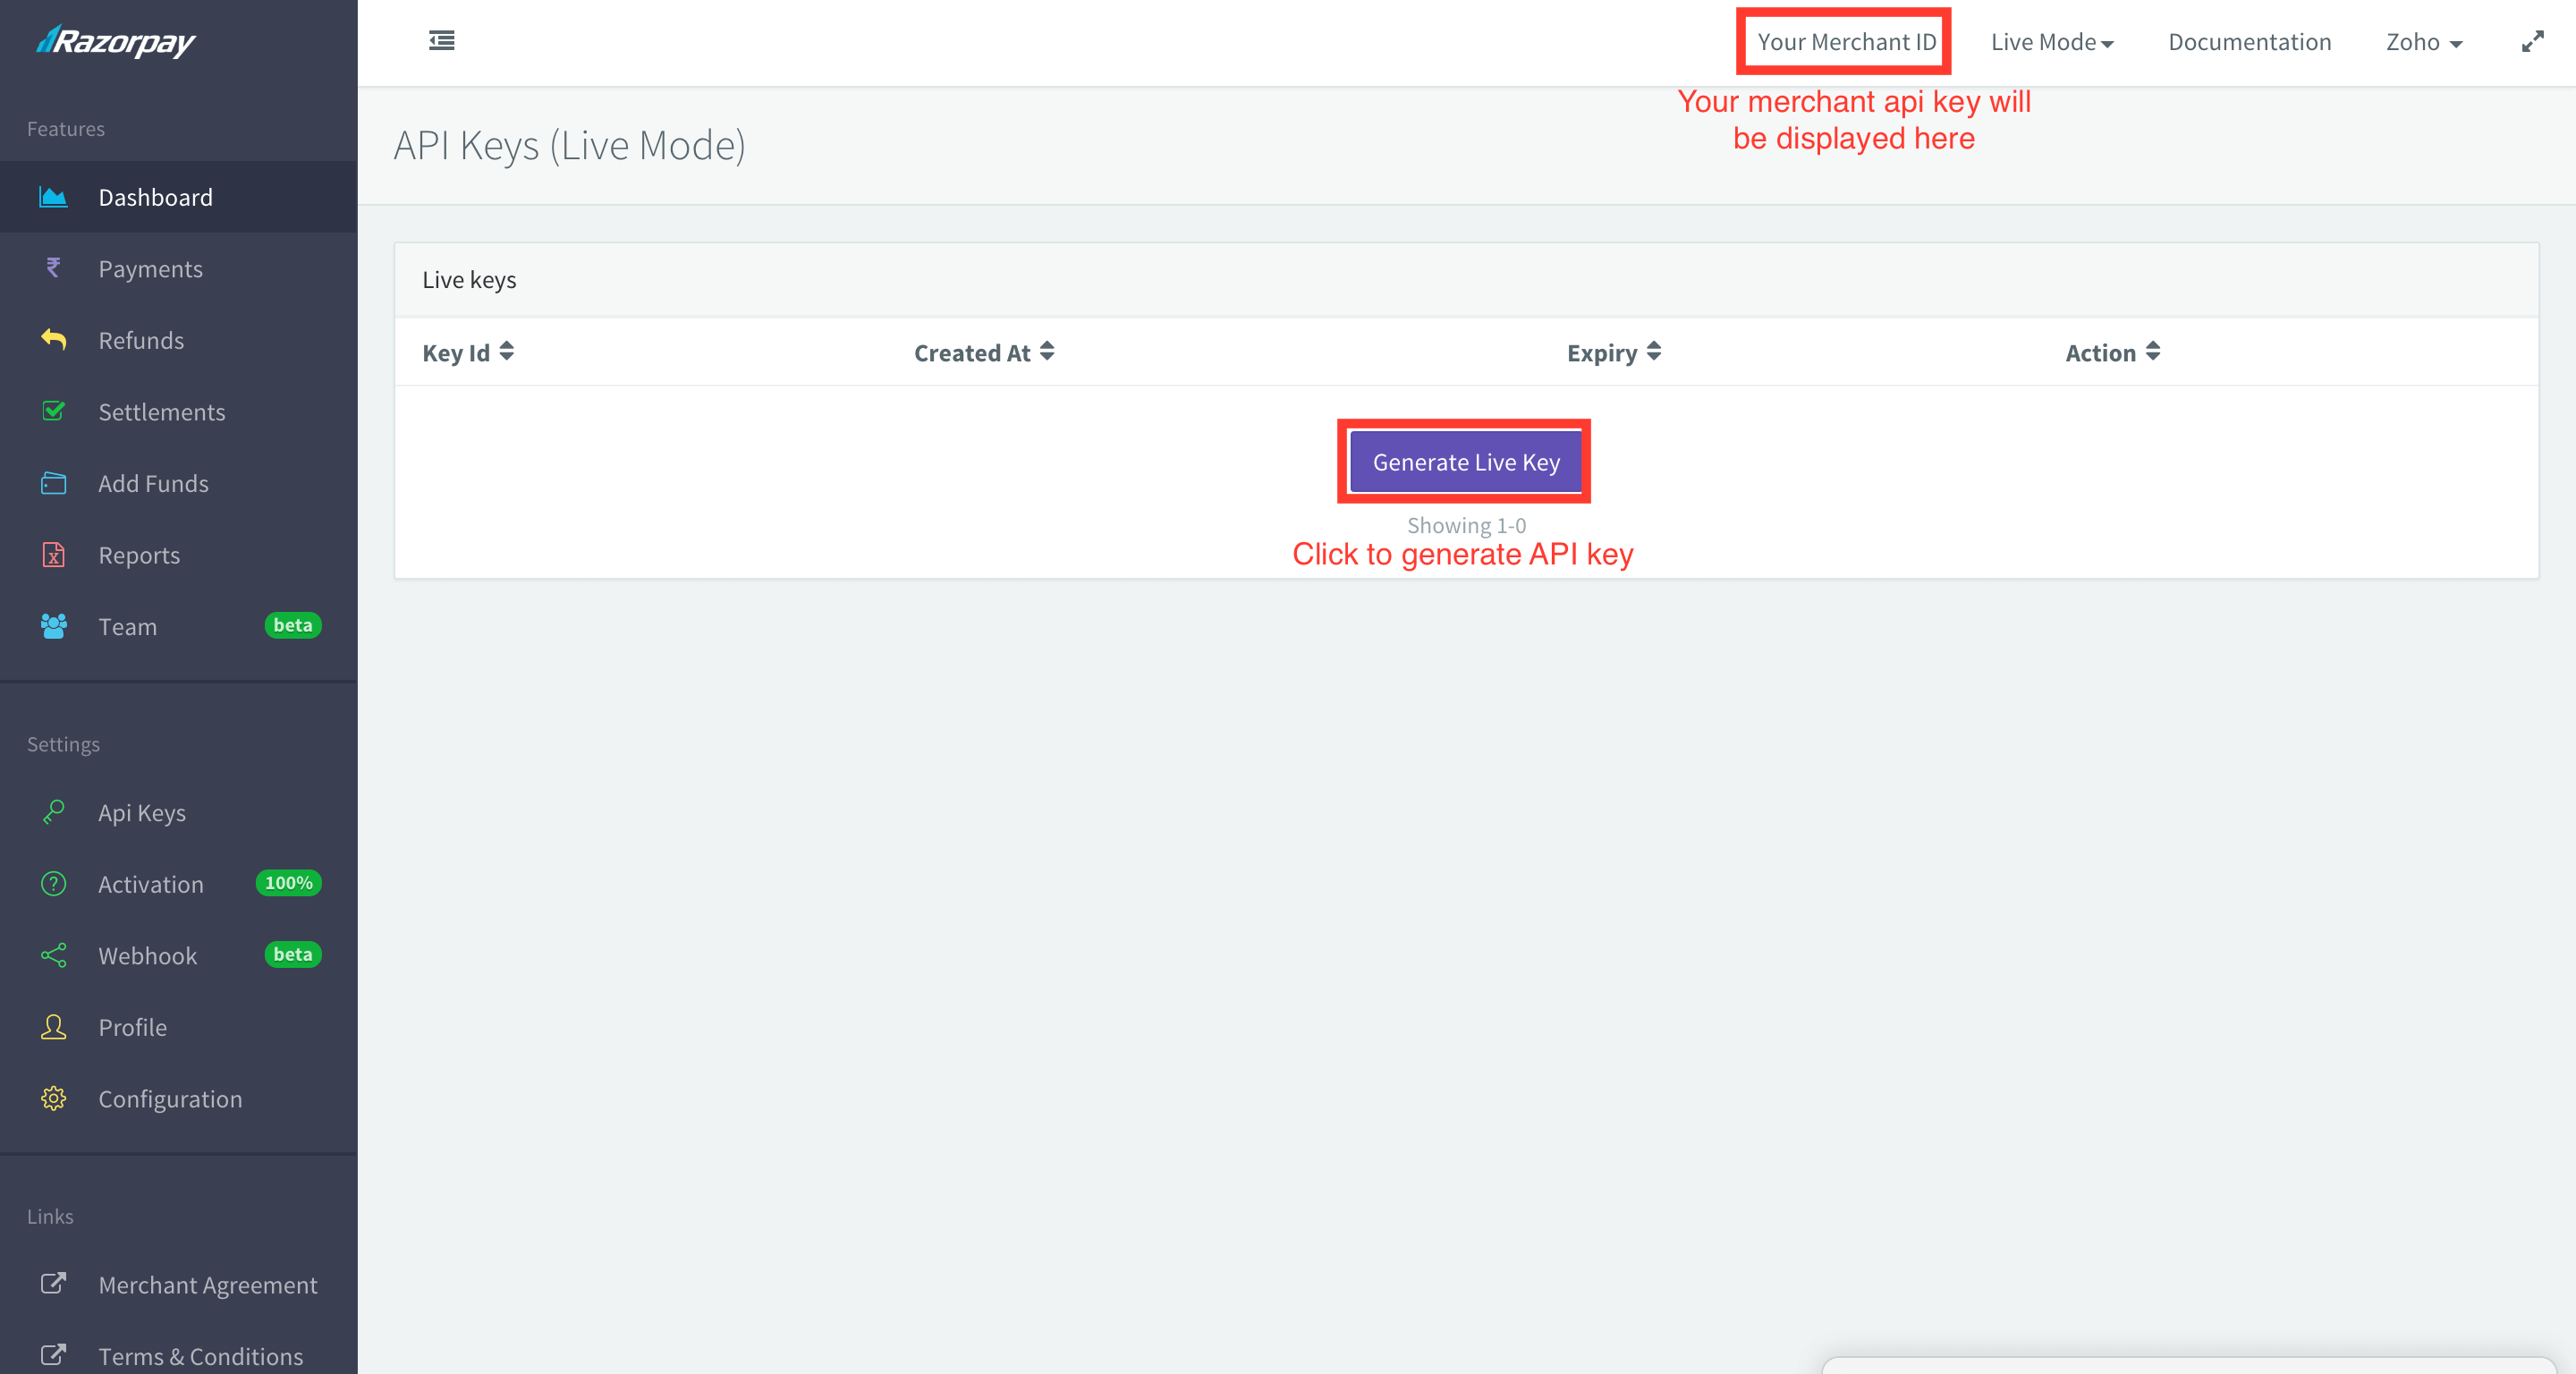 Razorpay
Your Merchant ID
Live Mode
Documentation
Zoho
Your merchant api key will
be displayed here
Features
Dashboard
Payments
Refunds
Settlements
Add Funds
Reports
Team beta
Settings
Api Keys
Activation 100%
Webhook beta
Profile
Configuration
Links
Merchant Agreement
Terms & Conditions
API Keys (Live Mode)
Live keys
Key Id
Created At
Expiry
Action
Generate Live Key
Showing 1-0
Click to generate API key